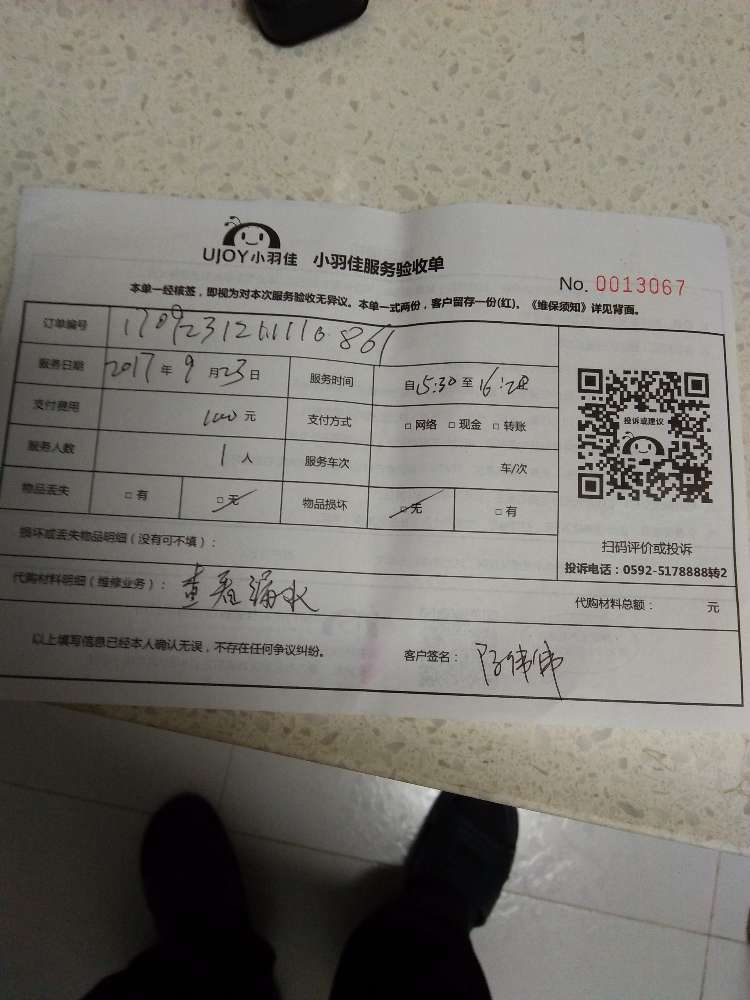 UJOY小羽佳 小羽佳服务验收单
No. 0013067
本单一经核签，即视为对本次服务验收无异议。本单一式两份，客户留存一份(红)。《维保须知》详见背面。
订单编号
服务日期 2017年9月23日 服务时间 自15:30至16:28止
支付费用 100元 支付方式 □网络 □现金 □转账
投诉或建议
服务人数 1人 服务车次 车/次
物品丢失 □有 □无 物品损坏 □无 □有
损坏或丢失物品明细（没有可不填）：
扫码评价或投诉
投诉电话：0592-5178888转2
代购材料明细（维修业务）： 查看漏水 代购材料总额： 元
以上填写信息已经本人确认无误，不存在任何争议纠纷。 客户签名：